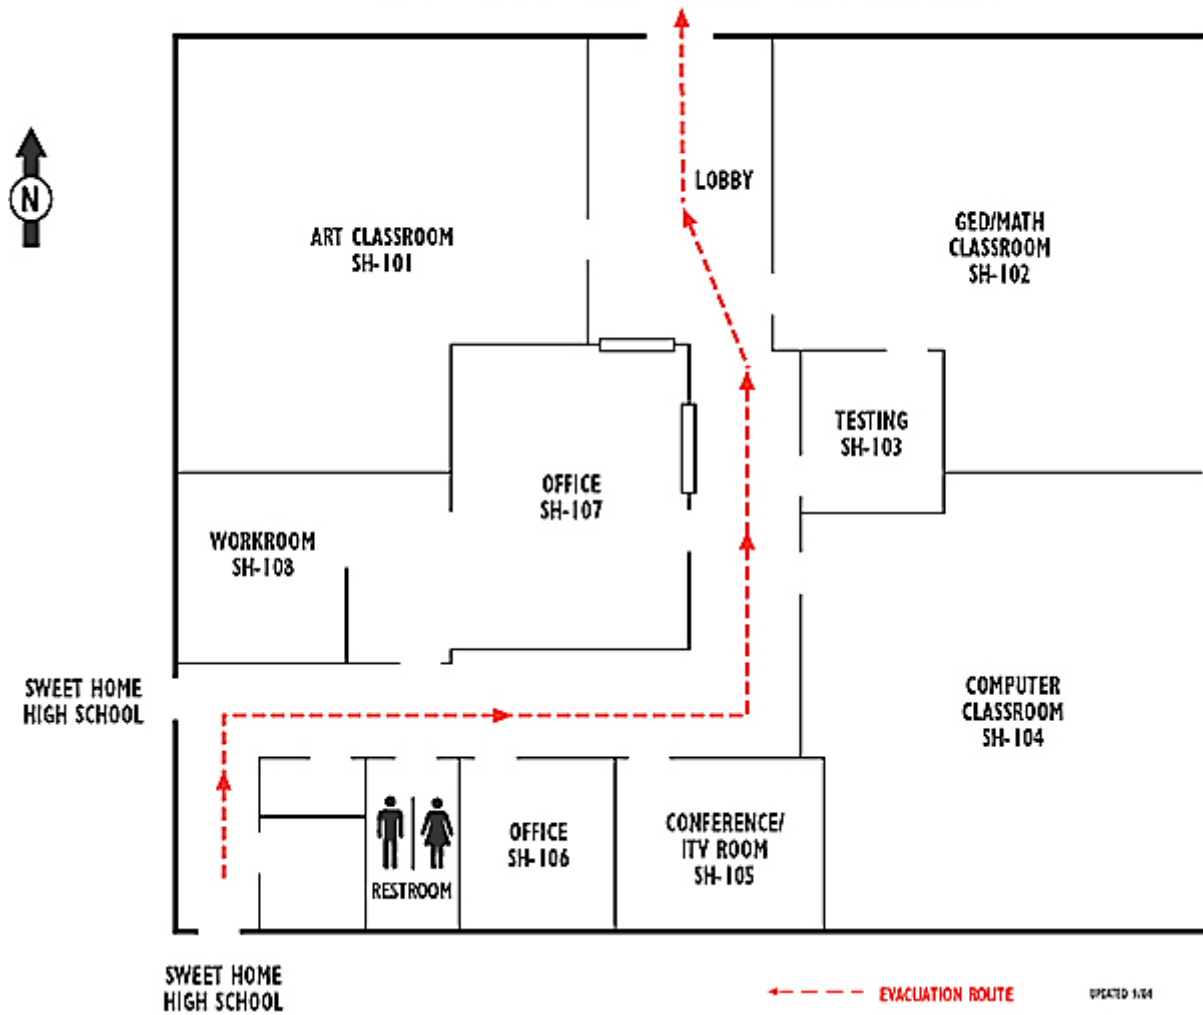 N
LOBBY
ART CLASSROOM
SH-101
GED/MATH
CLASSROOM
SH-102
TESTING
SH-103
OFFICE
SH-107
WORKROOM
SH-108
SWEET HOME
HIGH SCHOOL
COMPUTER
CLASSROOM
SH-104
OFFICE
SH-106
CONFERENCE/
ITV ROOM
SH-105
RESTROOM
SWEET HOME
HIGH SCHOOL
EVACUATION ROUTE
UPDATED